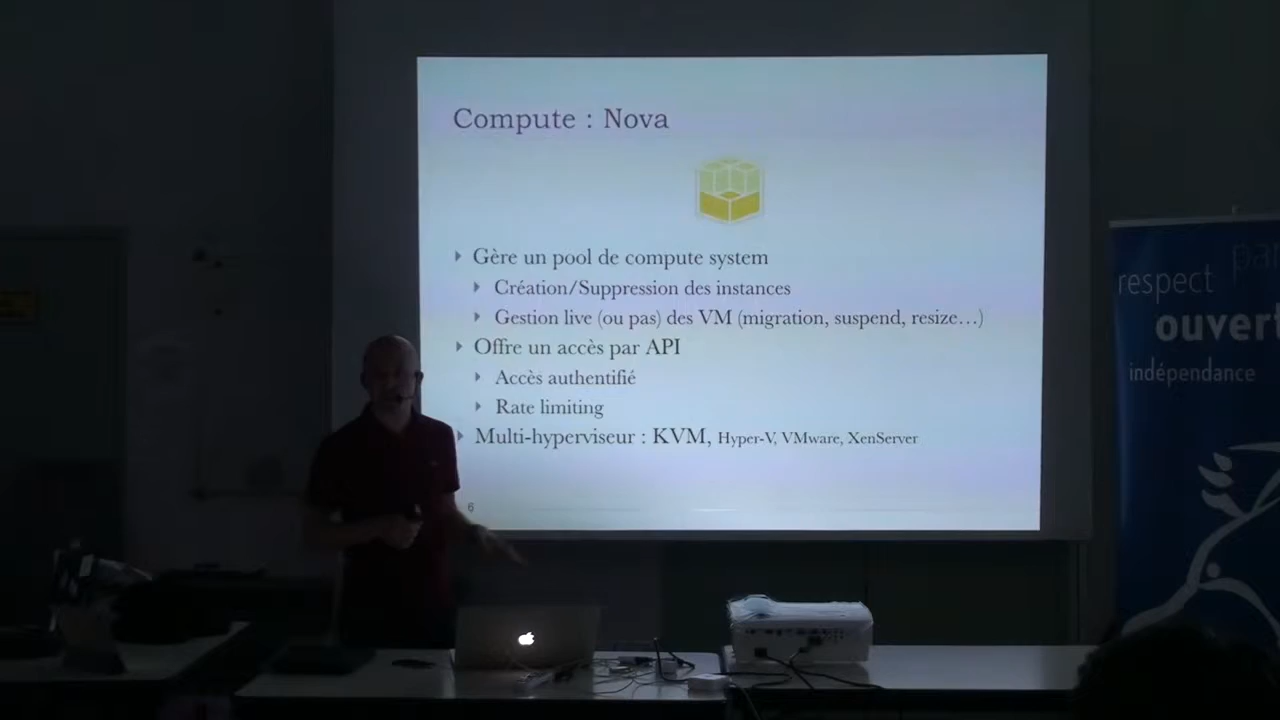 Compute : Nova
Gère un pool de compute system
Création/Suppression des instances
Gestion live (ou pas) des VM (migration, suspend, resize…)
Offre un accès par API
Accès authentifié
Rate limiting
Multi-hyperviseur : KVM, Hyper-V, VMware, XenServer
6
respect
ouvert
indépendance